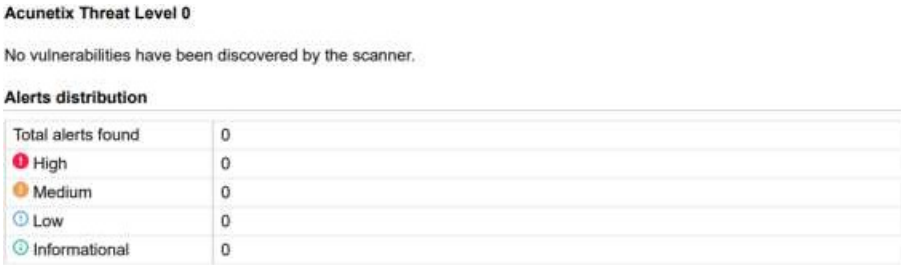 Acunetix Threat Level 0
No vulnerabilities have been discovered by the scanner.
Alerts distribution
Total alerts found 0
High 0
Medium 0
Low 0
Informational 0